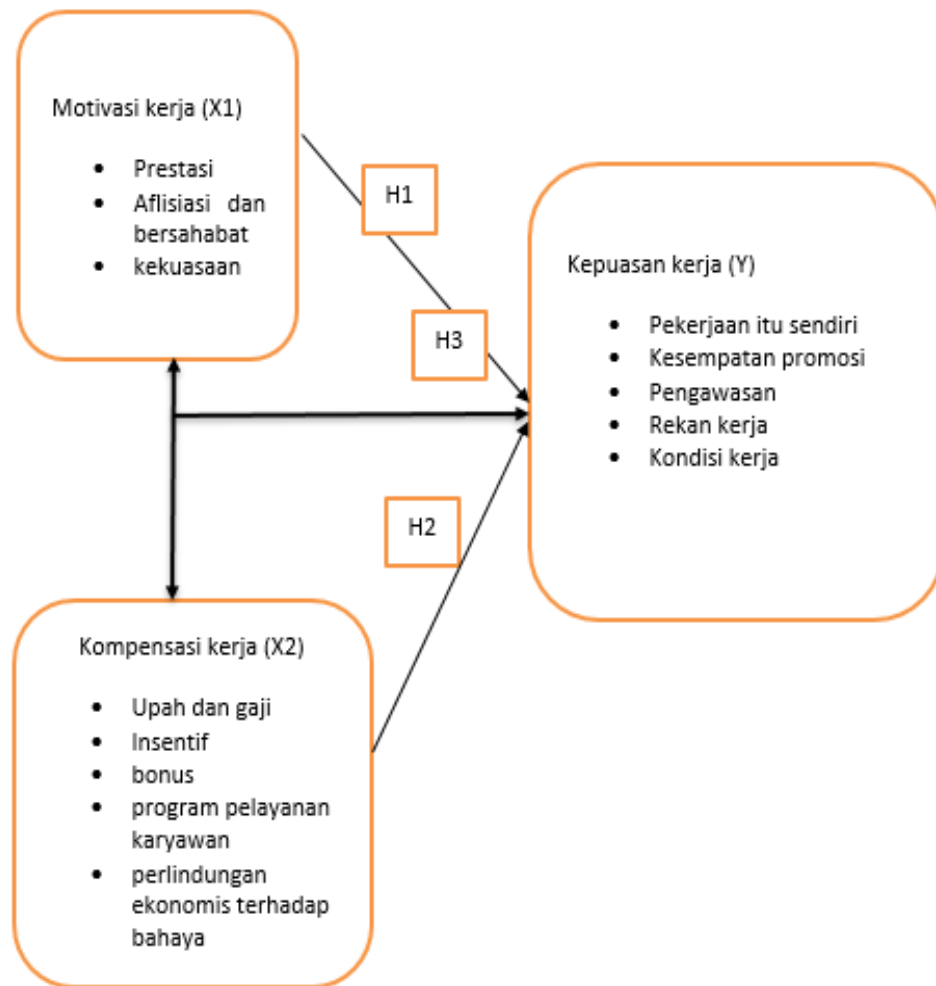 Motivasi kerja (X1)
• Prestasi
• Aflisiasi dan
bersahabat
• kekuasaan
H1
H3
Kepuasan kerja (Y)
• Pekerjaan itu sendiri
• Kesempatan promosi
• Pengawasan
• Rekan kerja
• Kondisi kerja
H2
Kompensasi kerja (X2)
• Upah dan gaji
• Insentif
• bonus
• program pelayanan
karyawan
• perlindungan
ekonomis terhadap
bahaya